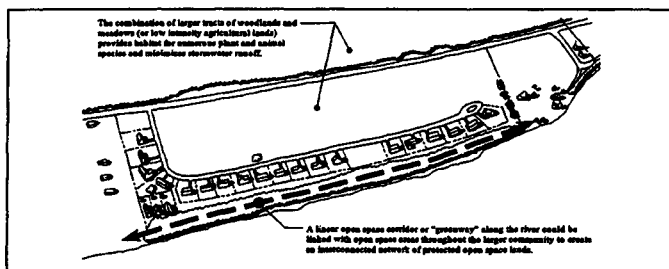 The combination of larger tracts of woodlands and
meadows (or low intensity agricultural lands)
provides habitat for numerous plant and animal
species and minimizes stormwater runoff.
A linear open space corridor or "greenway" along the river could be
linked with open space areas throughout the larger community to create
an interconnected network of protected open space lands.